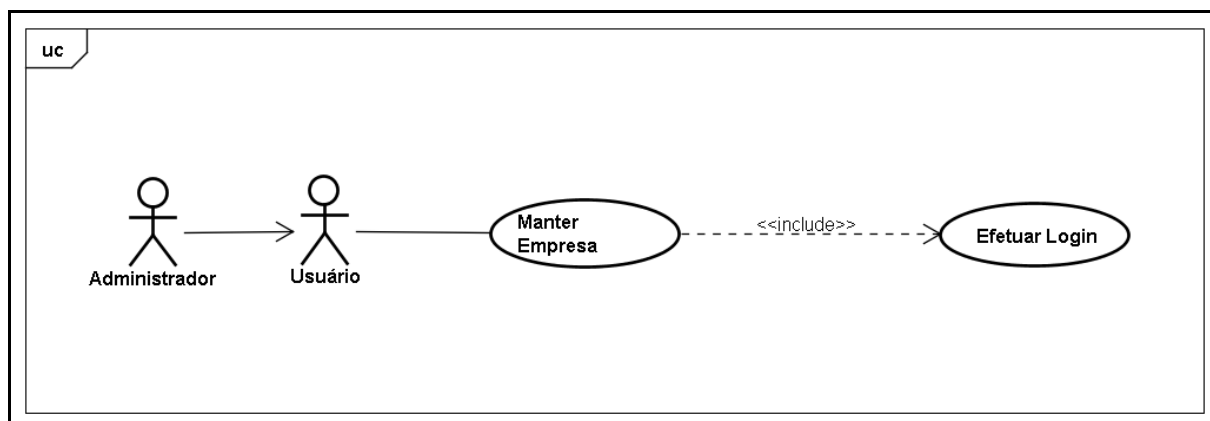 uc
Manter
Empresa
<<include>>
Efetuar Login
Administrador
Usuário